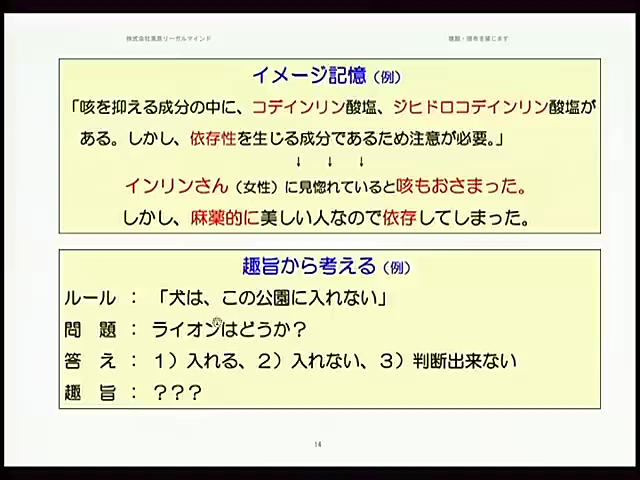 株式会社東京リーガルマインド
複製・頒布を禁じます
イメージ記憶（例）
「咳を抑える成分の中に、コデインリン酸塩、ジヒドロコデインリン酸塩が
ある。しかし、依存性を生じる成分であるため注意が必要。」
↓ ↓ ↓
インリンさん（女性）に見惚れていると咳もおさまった。
しかし、麻薬的に美しい人なので依存してしまった。
趣旨から考える（例）
ルール ： 「犬は、この公園に入れない」
問 題 ： ライオンはどうか？
答 え ： １）入れる、２）入れない、３）判断出来ない
趣 旨 ： ？？？
14